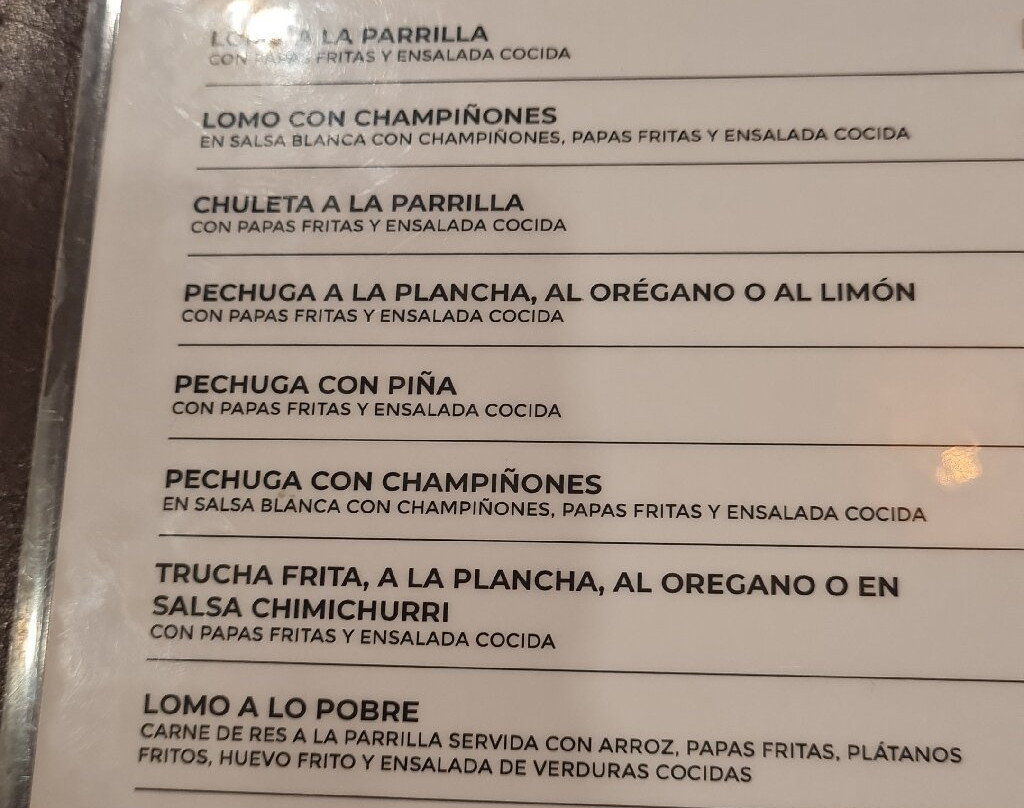 LOMO A LA PARRILLA
CON PAPAS FRITAS Y ENSALADA COCIDA
LOMO CON CHAMPIÑONES
EN SALSA BLANCA CON CHAMPIÑONES, PAPAS FRITAS Y ENSALADA COCIDA
CHULETA A LA PARRILLA
CON PAPAS FRITAS Y ENSALADA COCIDA
PECHUGA A LA PLANCHA, AL ORÉGANO O AL LIMÓN
CON PAPAS FRITAS Y ENSALADA COCIDA
PECHUGA CON PIÑA
CON PAPAS FRITAS Y ENSALADA COCIDA
PECHUGA CON CHAMPIÑONES
EN SALSA BLANCA CON CHAMPIÑONES, PAPAS FRITAS Y ENSALADA COCIDA
TRUCHA FRITA, A LA PLANCHA, AL OREGANO O EN
SALSA CHIMICHURRI
CON PAPAS FRITAS Y ENSALADA COCIDA
LOMO A LO POBRE
CARNE DE RES A LA PARRILLA SERVIDA CON ARROZ, PAPAS FRITAS, PLÁTANOS
FRITOS, HUEVO FRITO Y ENSALADA DE VERDURAS COCIDAS